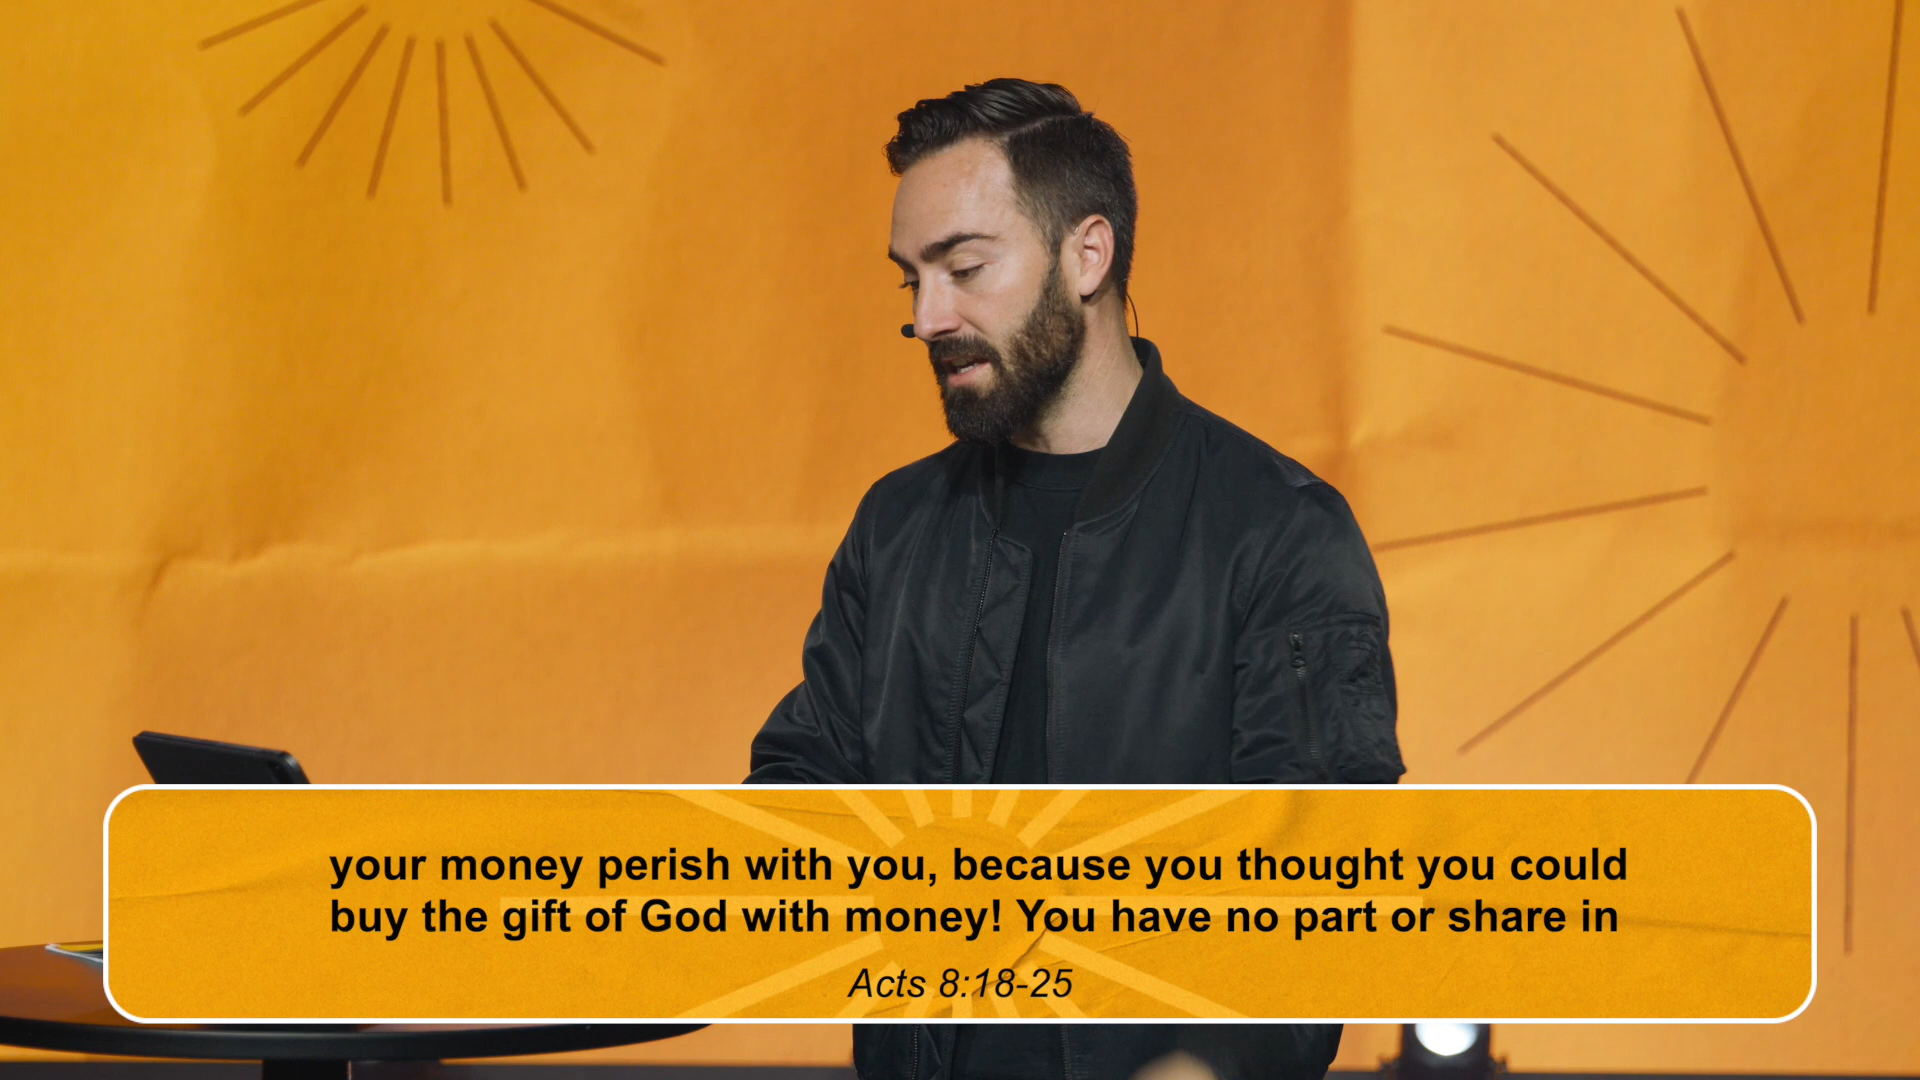 your money perish with you, because you thought you could
buy the gift of God with money! You have no part or share in
Acts 8:18-25